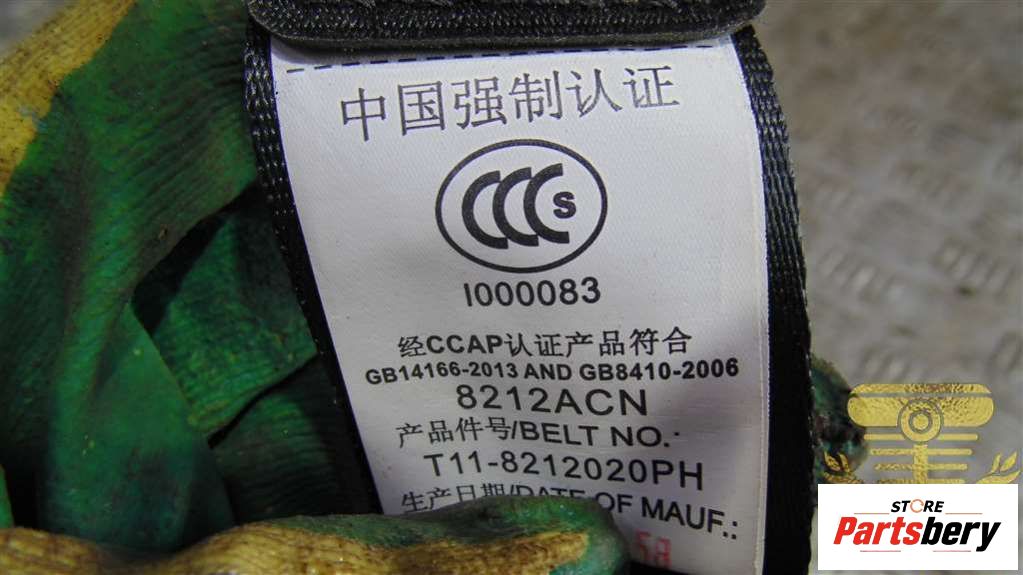 中国强制认证
CCCS
I000083
经CCAP认证产品符合
GB14166-2013 AND GB8410-2006
8212ACN
产品件号/BELT NO.:
T11-8212020PH
生产日期/DATE OF MAUF.:
58
STORE
Partsbery